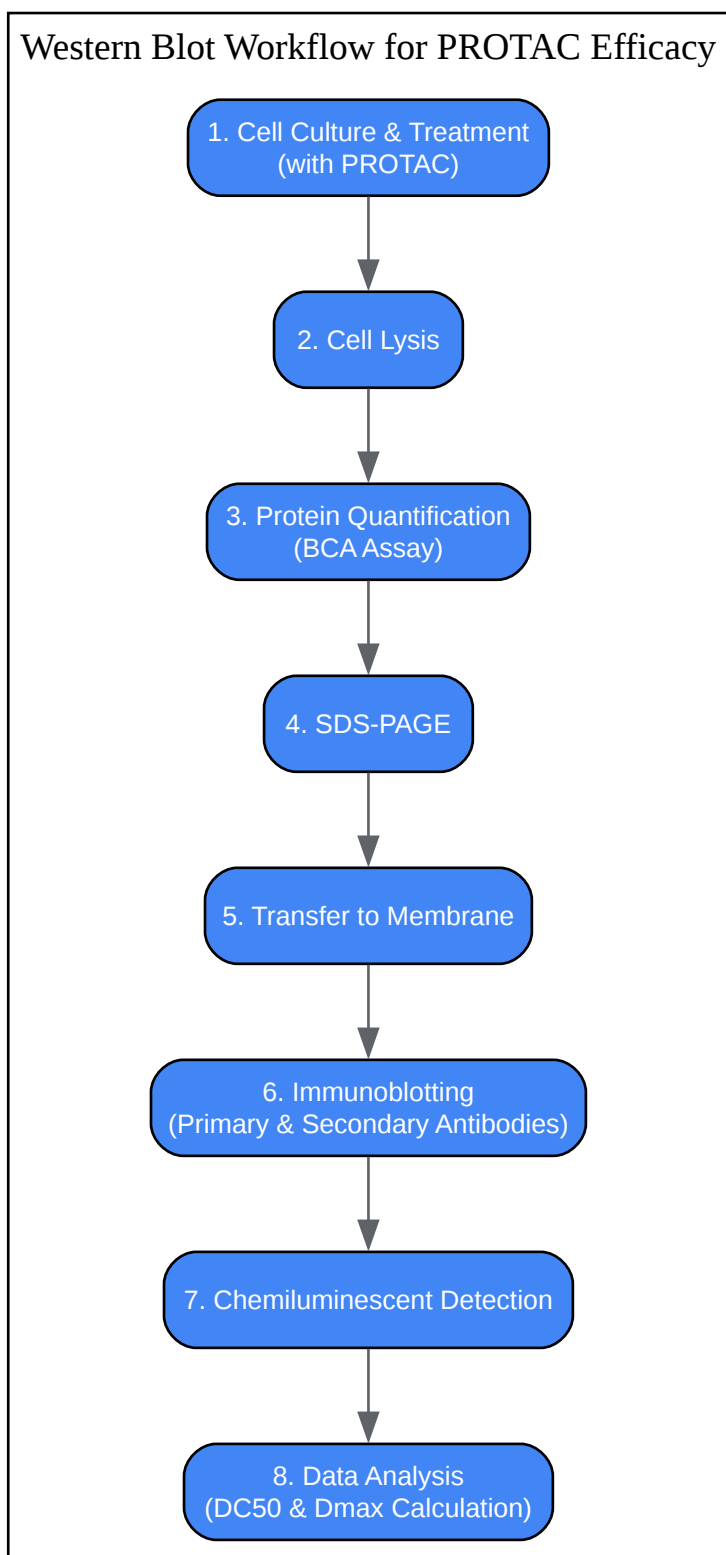 Western Blot Workflow for PROTAC Efficacy
1. Cell Culture & Treatment
(with PROTAC)
2. Cell Lysis
3. Protein Quantification
(BCA Assay)
4. SDS-PAGE
5. Transfer to Membrane
6. Immunoblotting
(Primary & Secondary Antibodies)
7. Chemiluminescent Detection
8. Data Analysis
(DC50 & Dmax Calculation)